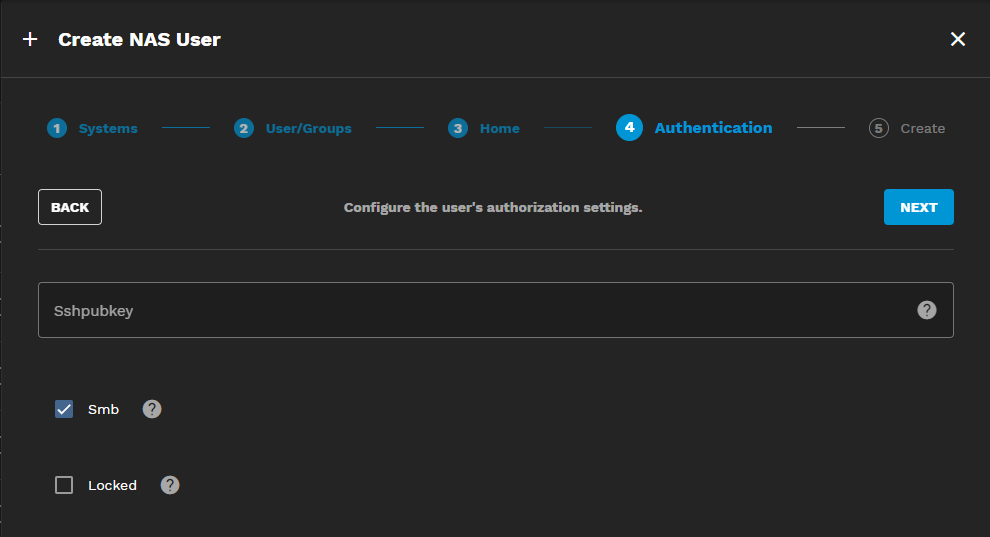 + Create NAS User ×
1 Systems 2 User/Groups 3 Home 4 Authentication 5 Create
BACK Configure the user's authorization settings. NEXT
Sshpubkey ?
Smb ?
Locked ?